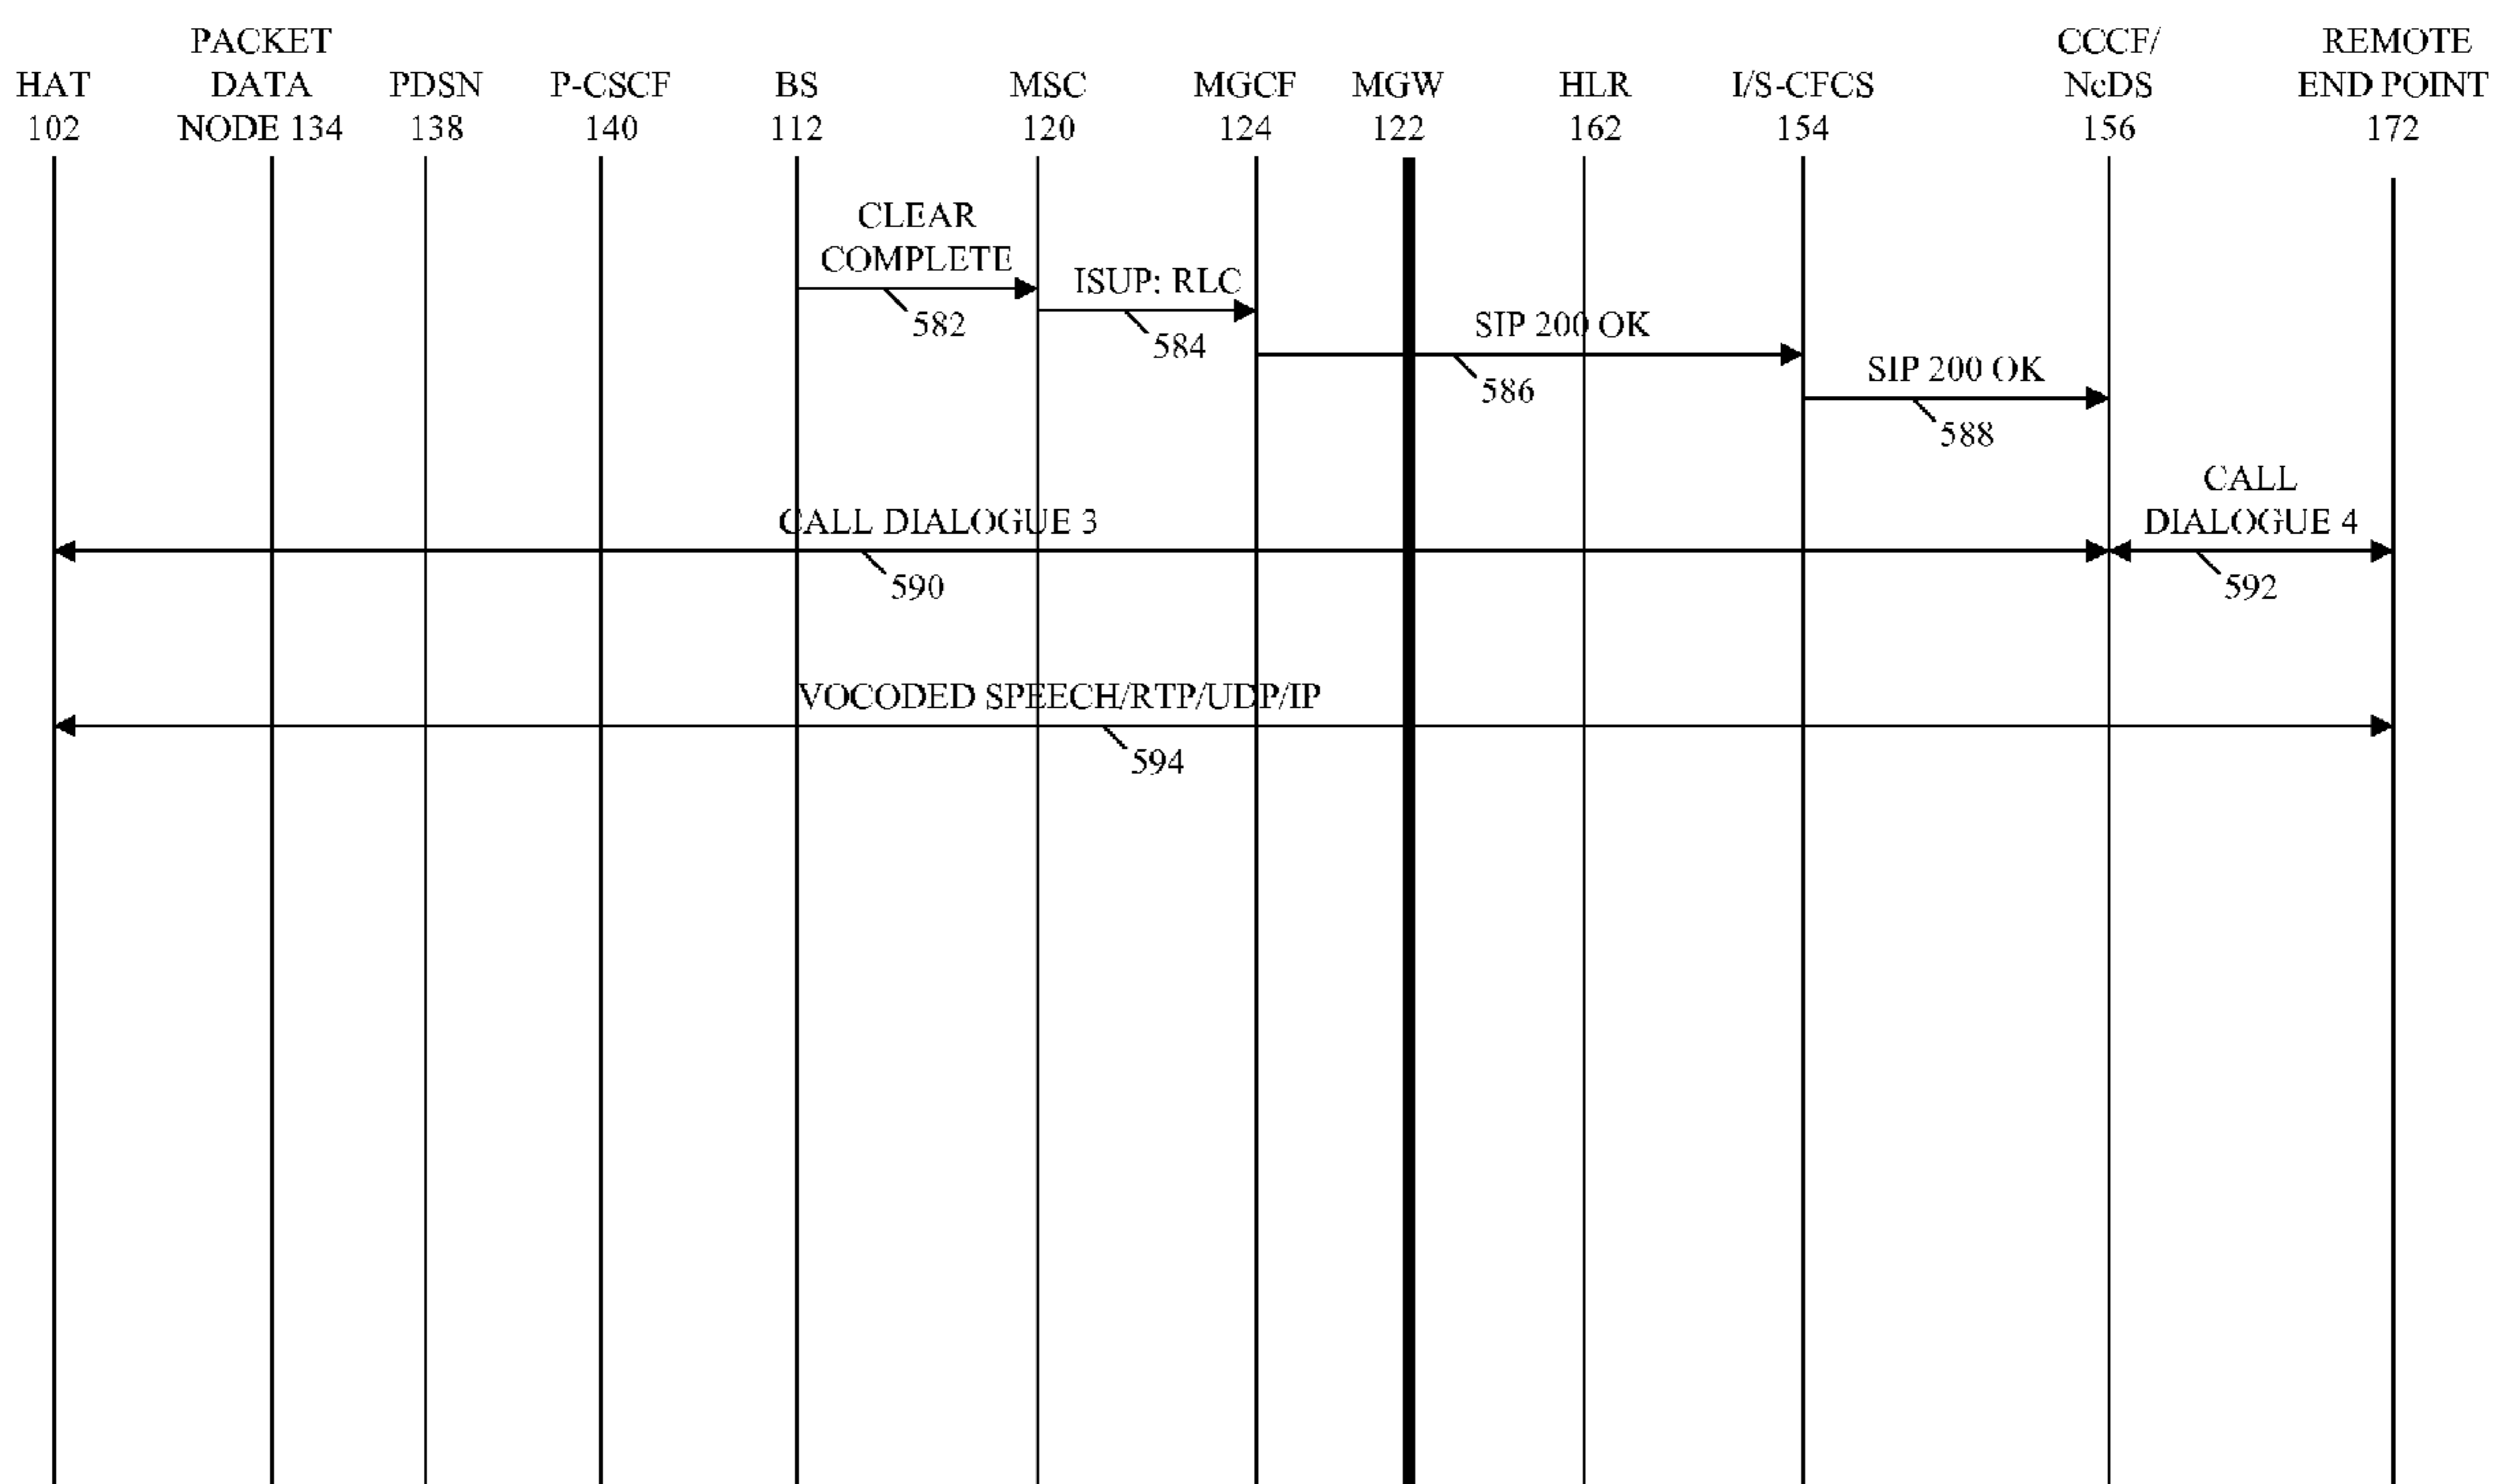 HAT
102
PACKET
DATA
NODE 134
PDSN
138
P-CSCF
140
BS
112
MSC
120
MGCF
124
MGW
122
HLR
162
I/S-CFCS
154
CCCF/
NeDS
156
REMOTE
END POINT
172
CLEAR
COMPLETE
582
ISUP: RLC
584
SIP 200 OK
586
SIP 200 OK
588
CALL DIALOGUE 3
590
CALL
DIALOGUE 4
592
VOCODED SPEECH/RTP/UDP/IP
594